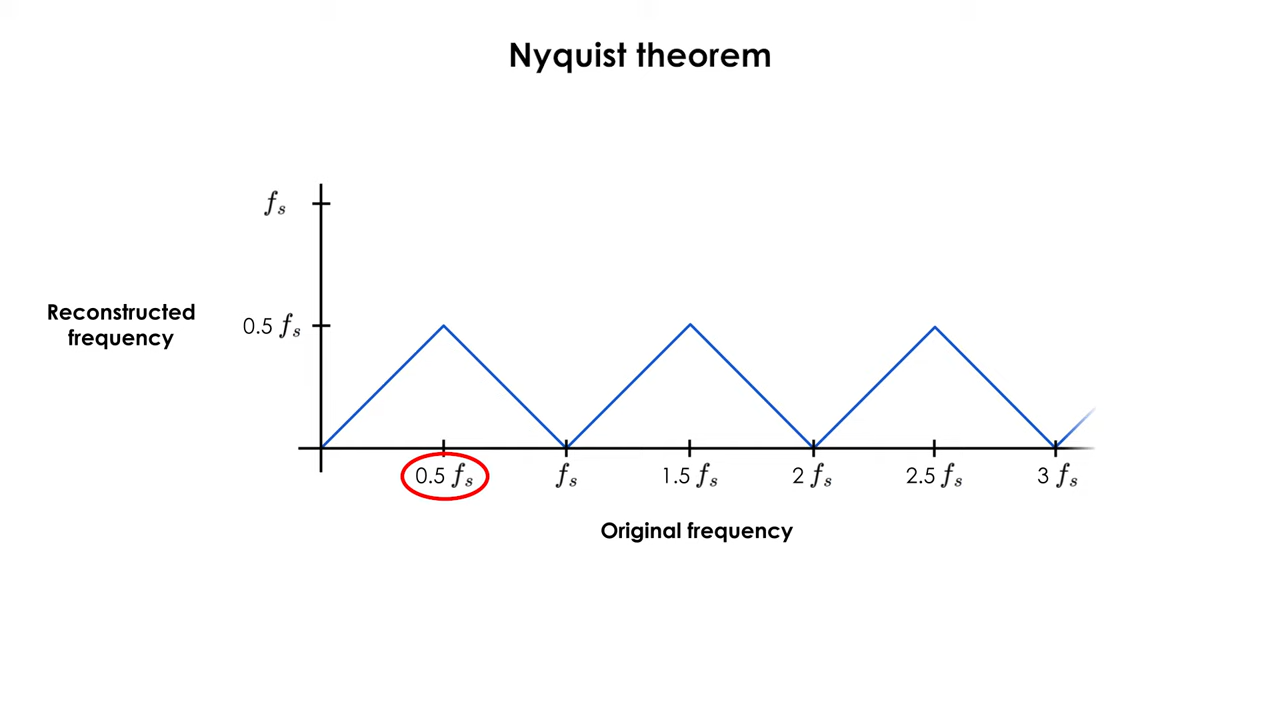 Nyquist theorem
f_s
Reconstructed
frequency
0.5 f_s
0.5 f_s
f_s
1.5 f_s
2 f_s
2.5 f_s
3 f_s
Original frequency